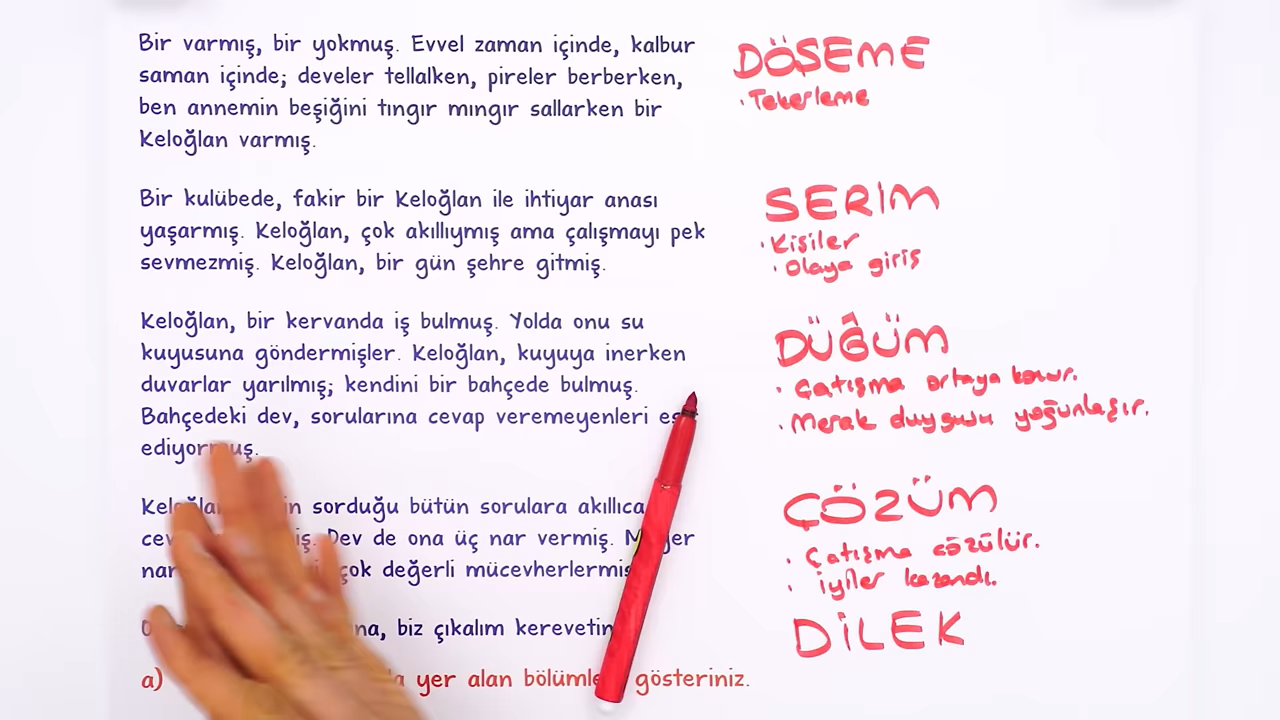 Bir varmış, bir yokmuş. Evvel zaman içinde, kalbur
saman içinde; develer tellalken, pireler berberken,
ben annemin beşiğini tıngır mıngır sallarken bir
Keloğlan varmış.
DÖŞEME
• Tekerleme
Bir kulübede, fakir bir Keloğlan ile ihtiyar anası
yaşarmış. Keloğlan, çok akıllıymış ama çalışmayı pek
sevmezmiş. Keloğlan, bir gün şehre gitmiş.
SERİM
• Kişiler
• Olaya giriş
Keloğlan, bir kervanda iş bulmuş. Yolda onu su
kuyusuna göndermişler. Keloğlan, kuyuya inerken
duvarlar yarılmış; kendini bir bahçede bulmuş.
Bahçedeki dev, sorularına cevap veremeyenleri
DÜĞÜM
• Çatışma ortaya konur.
• Merak duygusu yoğunlaşır.
sorduğu bütün sorulara akıllıca
Dev de ona üç nar vermiş.
çok değerli mücevherlermiş
ÇÖZÜM
• Çatışma çözülür.
• İyiler kazandı.
biz çıkalım
DİLEK
a) yer alan gösteriniz.